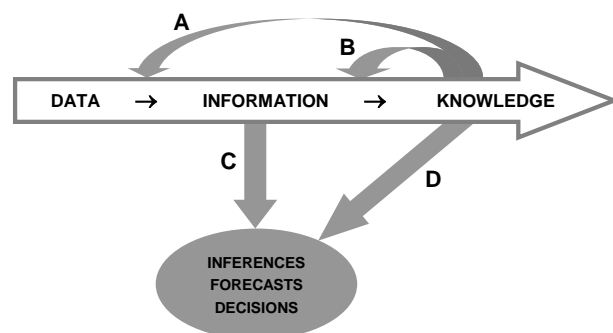 A
B
DATA → INFORMATION → KNOWLEDGE
C
D
INFERENCES
FORECASTS
DECISIONS